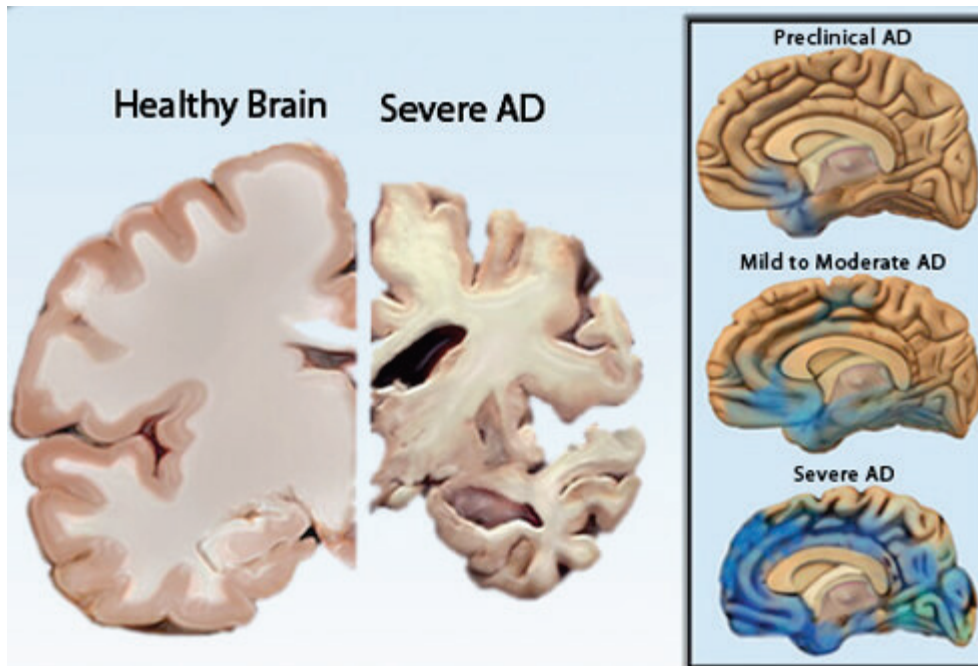 Healthy Brain
Severe AD
Preclinical AD
Mild to Moderate AD
Severe AD